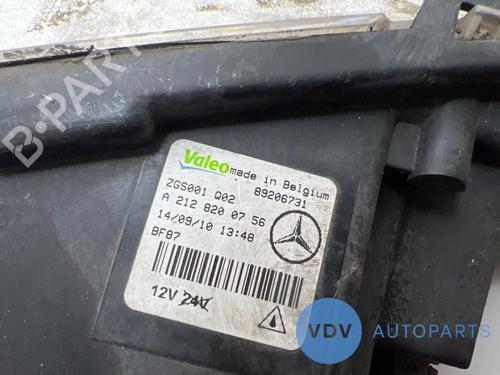 B-PARTS
Valeo made in Belgium
ZGS001 Q02 89206731
A 212 820 07 56
14/09/10 13:48
BF87
12V 24V
VDV AUTOPARTS